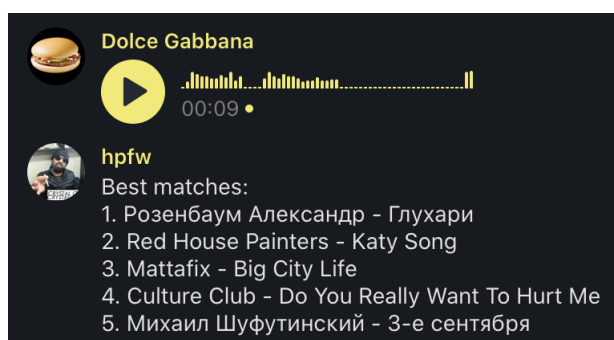 Dolce Gabbana
00:09
hpfw
Best matches:
1. Розенбаум Александр - Глухари
2. Red House Painters - Katy Song
3. Mattafix - Big City Life
4. Culture Club - Do You Really Want To Hurt Me
5. Михаил Шуфутинский - 3-е сентября